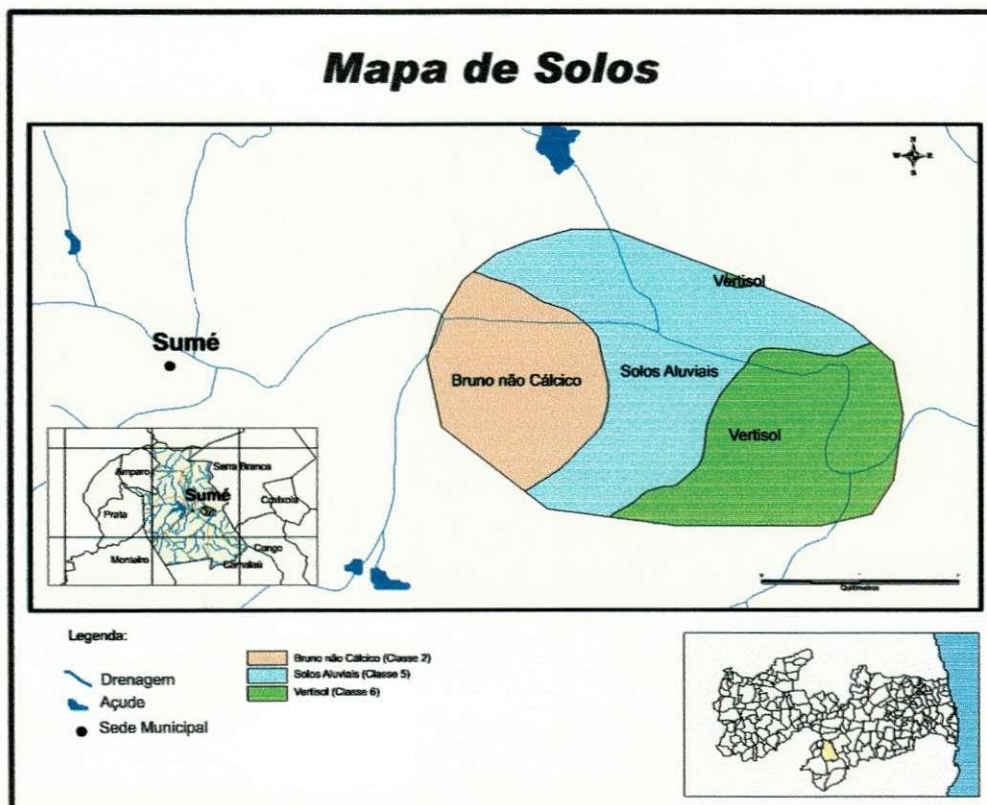 Mapa de Solos
N
W
S
Vertisol
Sumé
Bruno não Cálcico
Solos Aluviais
Vertisol
Amparo
Serra Branca
Sumé
Prata
Monteiro
Congo
Camalaú
Quilômetros
Legenda:
Drenagem
Açude
Sede Municipal
Bruno não Cálcico (Classe 2)
Solos Aluviais (Classe 5)
Vertisol (Classe 6)